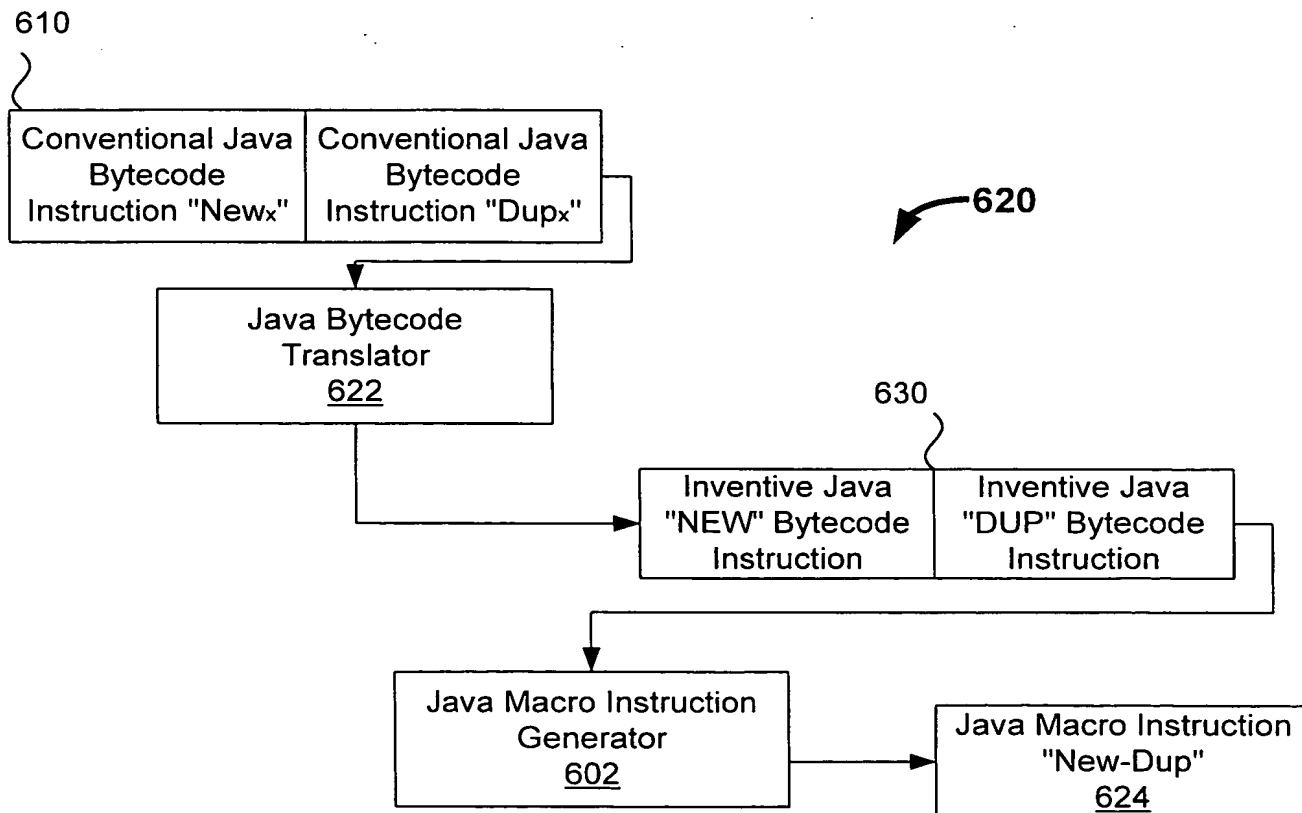 610
Conventional Java
Bytecode
Instruction "Newx"
Conventional Java
Bytecode
Instruction "Dupx"
620
Java Bytecode
Translator
622
630
Inventive Java
"NEW" Bytecode
Instruction
Inventive Java
"DUP" Bytecode
Instruction
Java Macro Instruction
Generator
602
Java Macro Instruction
"New-Dup"
624